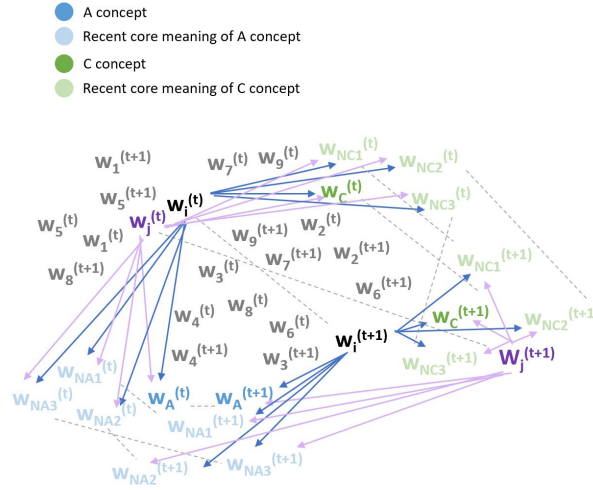 A concept
Recent core meaning of A concept
C concept
Recent core meaning of C concept
w1(t+1)
w7(t)
w9(t)
wNC1(t)
wNC2(t)
w5(t+1)
wj(t)
wi(t)
wC(t)
wNC3(t)
w5(t)
w1(t)
w9(t+1)
w2(t)
w8(t+1)
w3(t)
w7(t+1)
w2(t+1)
wNC1(t+1)
w6(t+1)
w4(t)
w8(t)
w6(t)
wC(t+1)
wNC2(t+1)
w4(t+1)
w3(t+1)
wi(t+1)
wNC3(t+1)
wj(t+1)
wNA1(t)
wNA3(t)
wNA2(t)
wA(t)
wA(t+1)
wNA1(t+1)
wNA2(t+1)
wNA3(t+1)